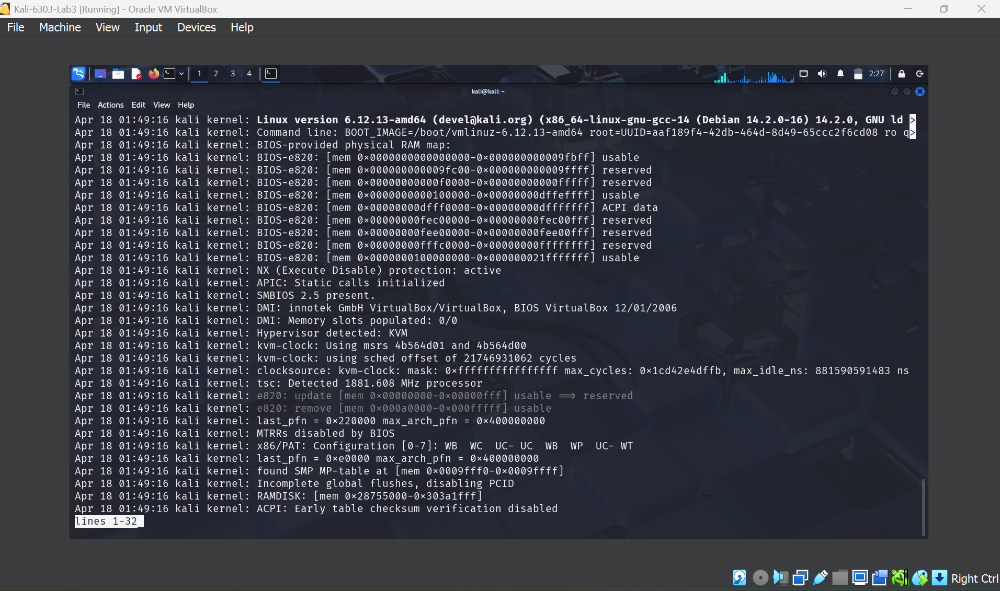 Kali-6303-Lab3 [Running] - Oracle VM VirtualBox
File Machine View Input Devices Help
1 2 3 4 2:27
kali@kali: ~
File Actions Edit View Help
Apr 18 01:49:16 kali kernel: Linux version 6.12.13-amd64 (devel@kali.org) (x86_64-linux-gnu-gcc-14 (Debian 14.2.0-16) 14.2.0, GNU ld >
Apr 18 01:49:16 kali kernel: Command line: BOOT_IMAGE=/boot/vmlinuz-6.12.13-amd64 root=UUID=aaf189f4-42db-464d-8d49-65ccc2f6cd08 ro q>
Apr 18 01:49:16 kali kernel: BIOS-provided physical RAM map:
Apr 18 01:49:16 kali kernel: BIOS-e820: [mem 0x0000000000000000-0x000000000009fbff] usable
Apr 18 01:49:16 kali kernel: BIOS-e820: [mem 0x000000000009fc00-0x000000000009ffff] reserved
Apr 18 01:49:16 kali kernel: BIOS-e820: [mem 0x00000000000f0000-0x00000000000fffff] reserved
Apr 18 01:49:16 kali kernel: BIOS-e820: [mem 0x0000000000100000-0x00000000dffeffff] usable
Apr 18 01:49:16 kali kernel: BIOS-e820: [mem 0x00000000dfff0000-0x00000000dfffffff] ACPI data
Apr 18 01:49:16 kali kernel: BIOS-e820: [mem 0x00000000fec00000-0x00000000fec00fff] reserved
Apr 18 01:49:16 kali kernel: BIOS-e820: [mem 0x00000000fee00000-0x00000000fee00fff] reserved
Apr 18 01:49:16 kali kernel: BIOS-e820: [mem 0x00000000fffc0000-0x00000000ffffffff] reserved
Apr 18 01:49:16 kali kernel: BIOS-e820: [mem 0x0000000100000000-0x000000021fffffff] usable
Apr 18 01:49:16 kali kernel: NX (Execute Disable) protection: active
Apr 18 01:49:16 kali kernel: APIC: Static calls initialized
Apr 18 01:49:16 kali kernel: SMBIOS 2.5 present.
Apr 18 01:49:16 kali kernel: DMI: innotek GmbH VirtualBox/VirtualBox, BIOS VirtualBox 12/01/2006
Apr 18 01:49:16 kali kernel: DMI: Memory slots populated: 0/0
Apr 18 01:49:16 kali kernel: Hypervisor detected: KVM
Apr 18 01:49:16 kali kernel: kvm-clock: Using msrs 4b564d01 and 4b564d00
Apr 18 01:49:16 kali kernel: kvm-clock: using sched offset of 21746931062 cycles
Apr 18 01:49:16 kali kernel: clocksource: kvm-clock: mask: 0xffffffffffffffff max_cycles: 0x1cd42e4dffb, max_idle_ns: 881590591483 ns
Apr 18 01:49:16 kali kernel: tsc: Detected 1881.608 MHz processor
Apr 18 01:49:16 kali kernel: e820: update [mem 0x00000000-0x00000fff] usable ==> reserved
Apr 18 01:49:16 kali kernel: e820: remove [mem 0x000a0000-0x000fffff] usable
Apr 18 01:49:16 kali kernel: last_pfn = 0x220000 max_arch_pfn = 0x400000000
Apr 18 01:49:16 kali kernel: MTRRs disabled by BIOS
Apr 18 01:49:16 kali kernel: x86/PAT: Configuration [0-7]: WB  WC  UC- UC  WB  WP  UC- WT
Apr 18 01:49:16 kali kernel: last_pfn = 0xe0000 max_arch_pfn = 0x400000000
Apr 18 01:49:16 kali kernel: found SMP MP-table at [mem 0x0009fff0-0x0009ffff]
Apr 18 01:49:16 kali kernel: Incomplete global flushes, disabling PCID
Apr 18 01:49:16 kali kernel: RAMDISK: [mem 0x28755000-0x303a1fff]
Apr 18 01:49:16 kali kernel: ACPI: Early table checksum verification disabled
lines 1-32
Right Ctrl